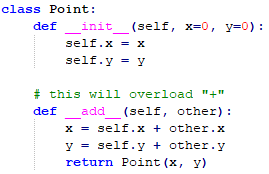 class Point:
    def __init__(self, x=0, y=0):
        self.x = x
        self.y = y
    # this will overload "+"
    def __add__(self, other):
        x = self.x + other.x
        y = self.y + other.y
        return Point(x, y)